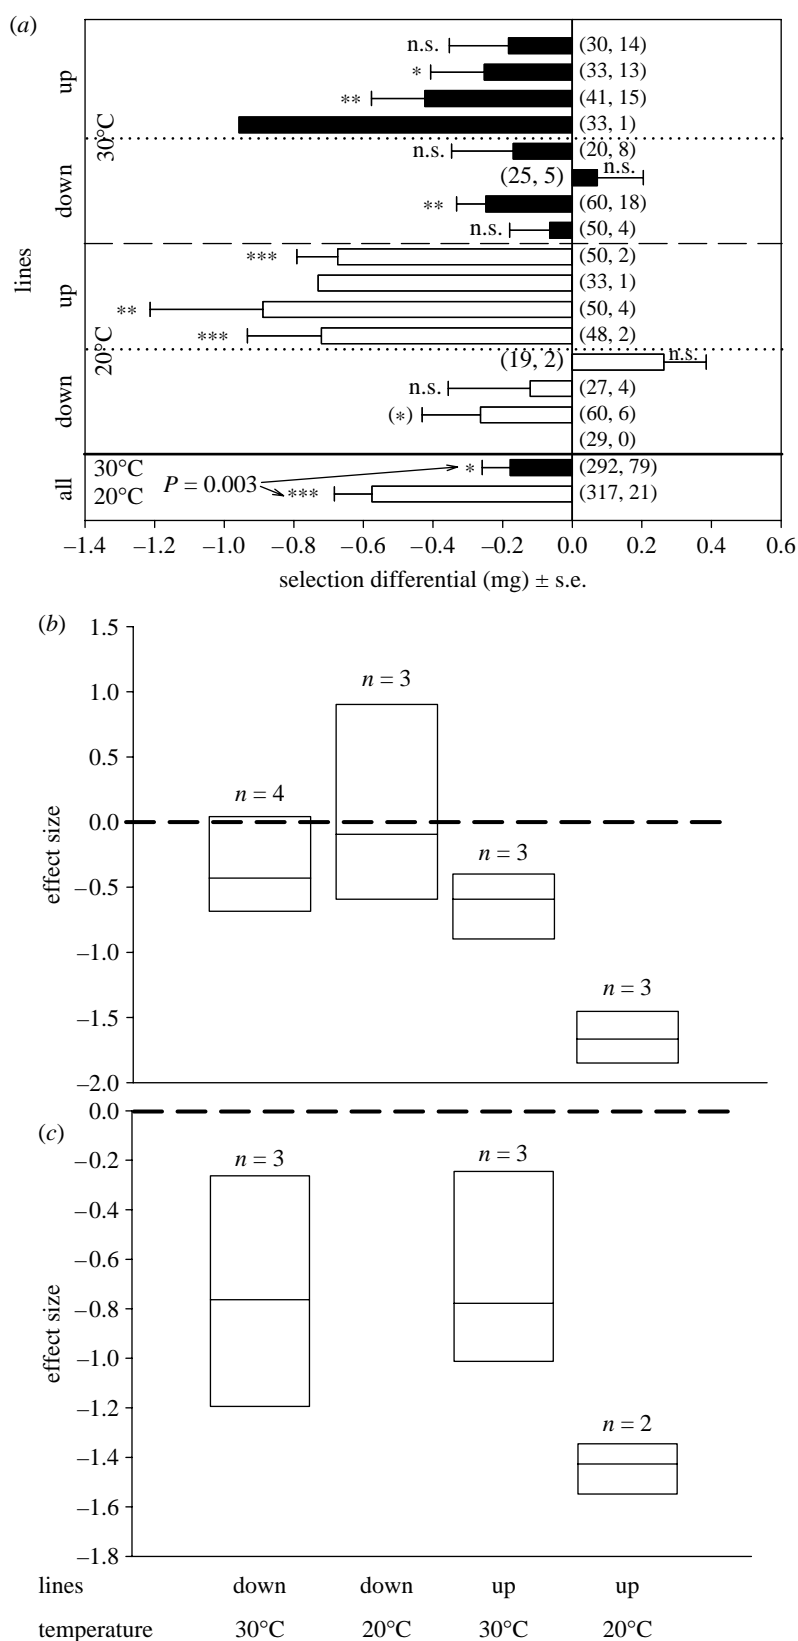 (a)
lines
up
30°C
n.s. (30, 14)
* (33, 13)
** (41, 15)
(33, 1)
down
n.s. (20, 8)
(25, 5) n.s.
** (60, 18)
n.s. (50, 4)
up
20°C
*** (50, 2)
(33, 1)
** (50, 4)
*** (48, 2)
down
(19, 2) n.s.
n.s. (27, 4)
(*) (60, 6)
(29, 0)
all
30°C * (292, 79)
P = 0.003
20°C *** (317, 21)
–1.4 –1.2 –1.0 –0.8 –0.6 –0.4 –0.2 0.0 0.2 0.4 0.6
selection differential (mg) ± s.e.
(b)
effect size
1.5
1.0
0.5
0.0
–0.5
–1.0
–1.5
–2.0
n = 4
n = 3
n = 3
n = 3
(c)
effect size
0.0
–0.2
–0.4
–0.6
–0.8
–1.0
–1.2
–1.4
–1.6
–1.8
n = 3
n = 3
n = 2
lines down down up up
temperature 30°C 20°C 30°C 20°C